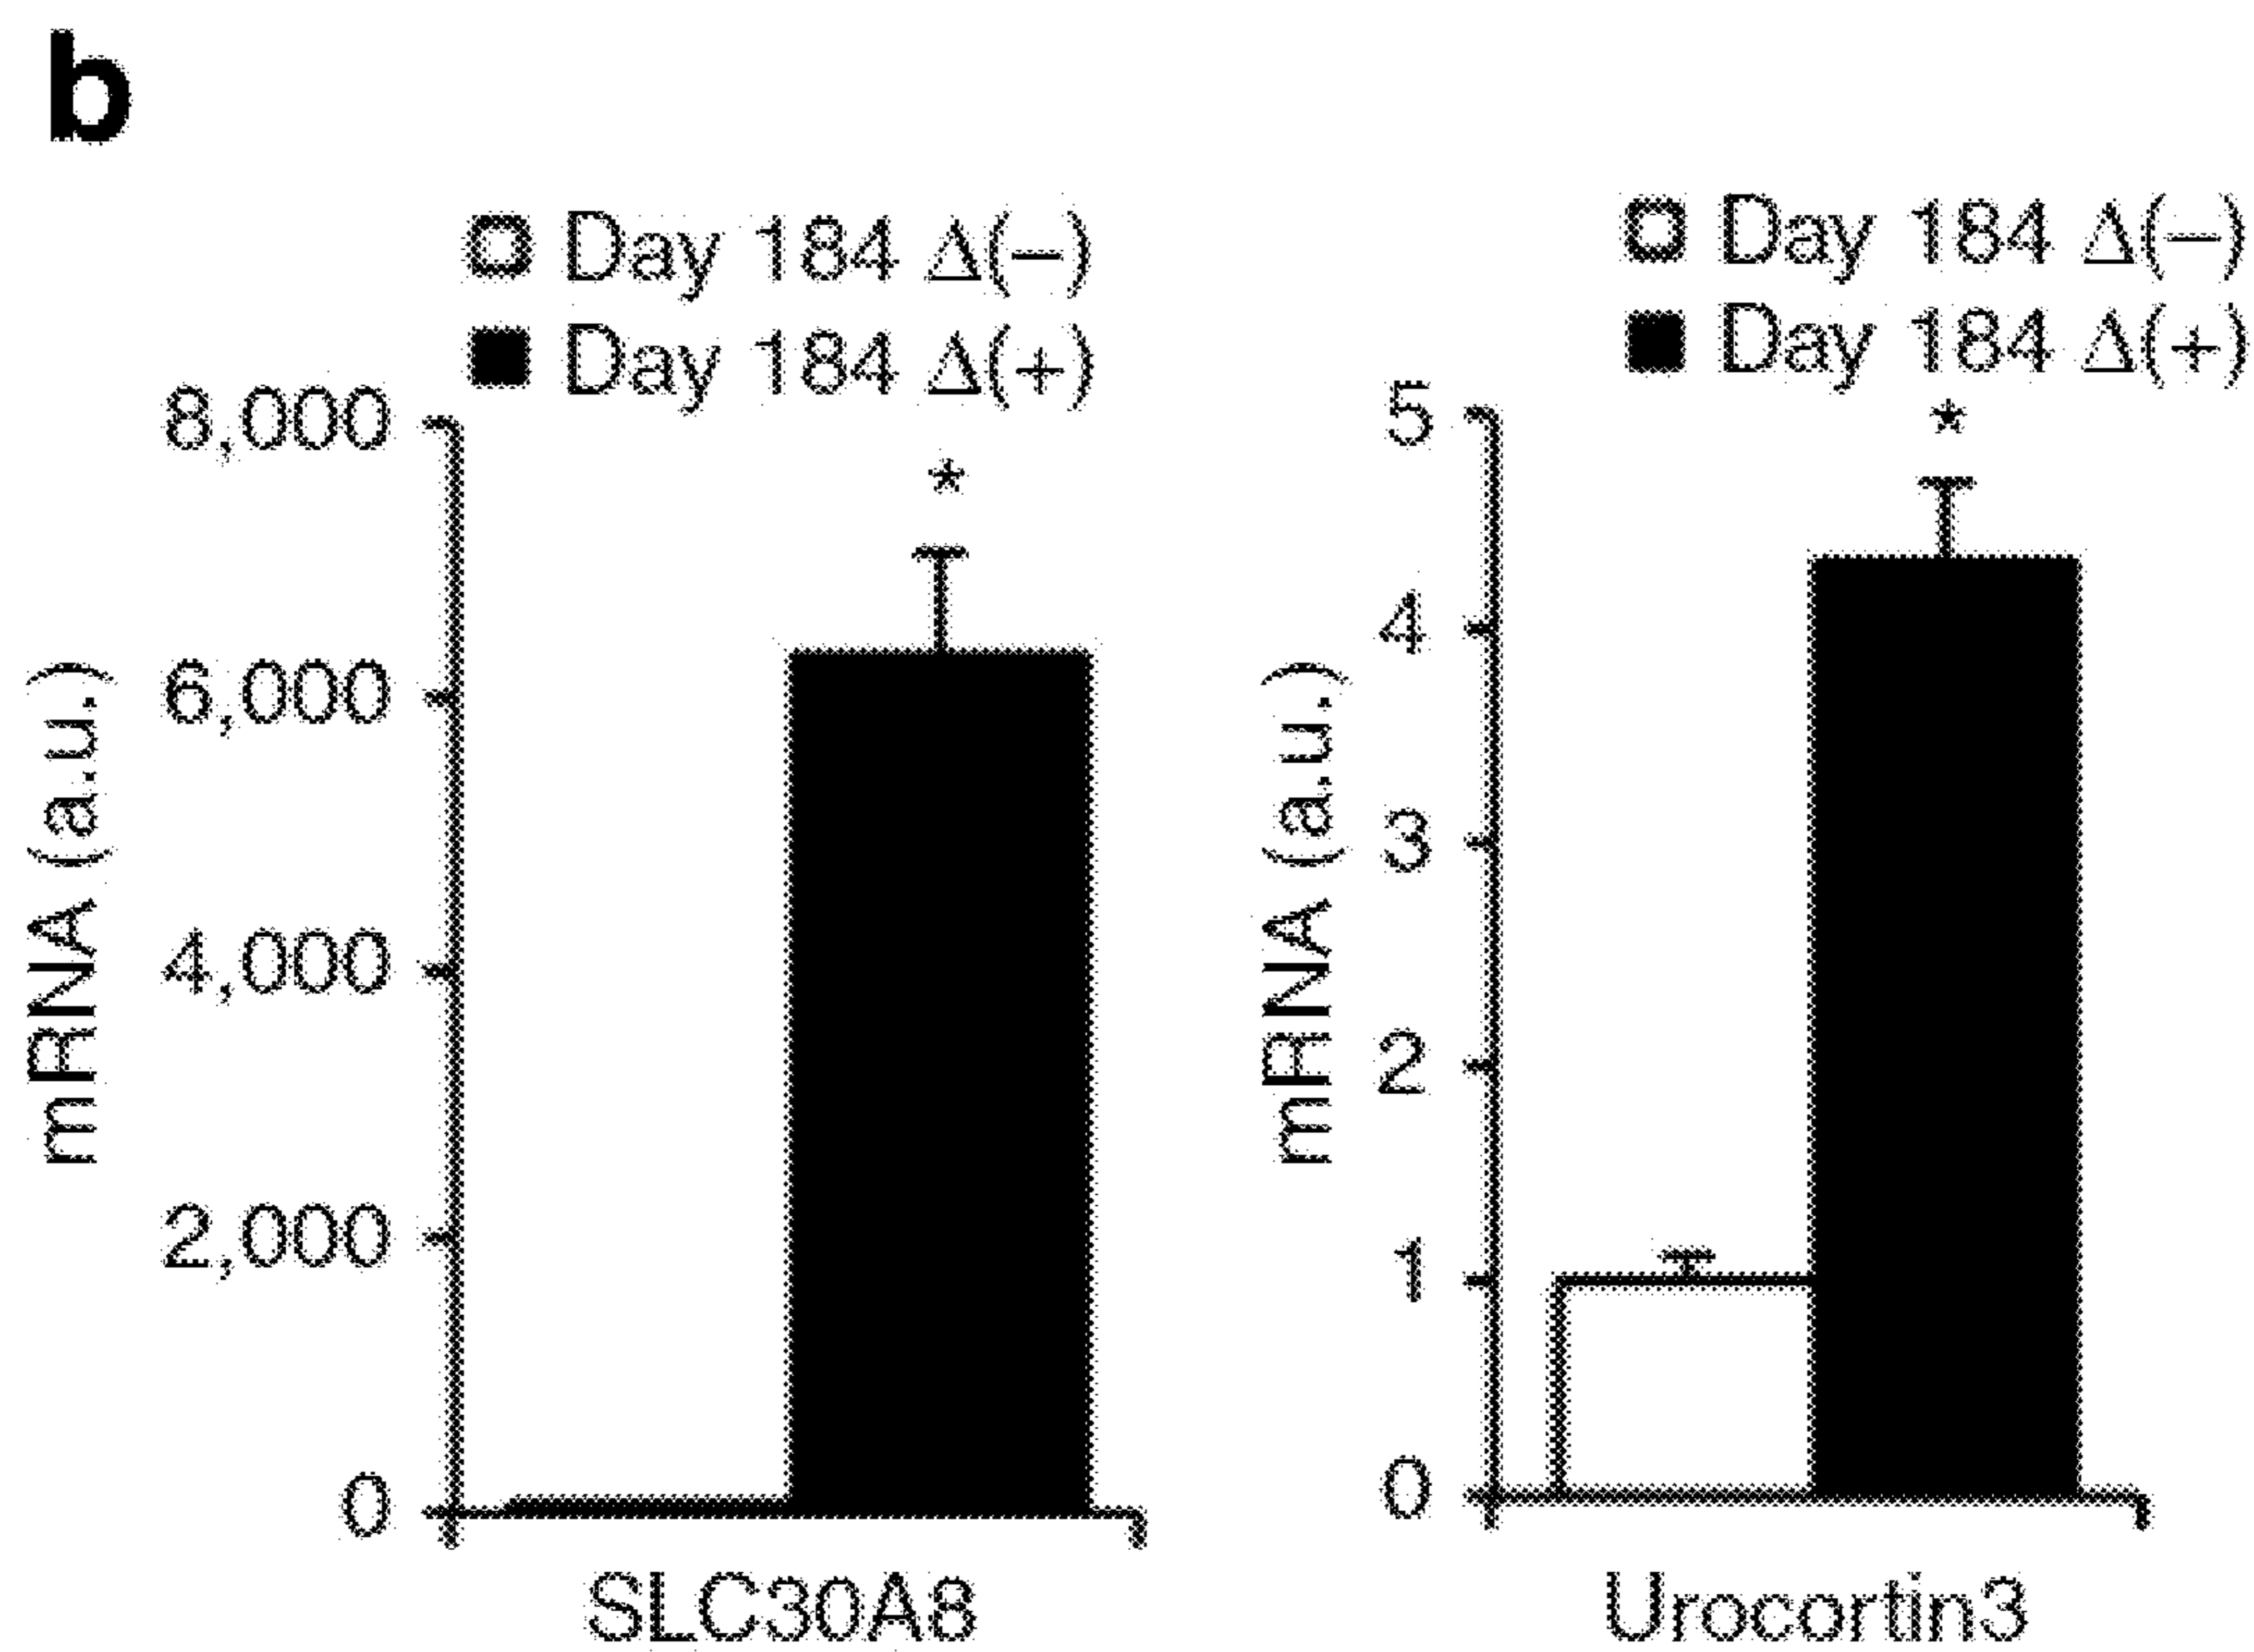 b
Day 184 Δ(−)
Day 184 Δ(+)
8,000
6,000
4,000
2,000
0
mRNA (a.u.)
*
SLC30A8
Day 184 Δ(−)
Day 184 Δ(+)
5
4
3
2
1
0
mRNA (a.u.)
*
Urocortin3